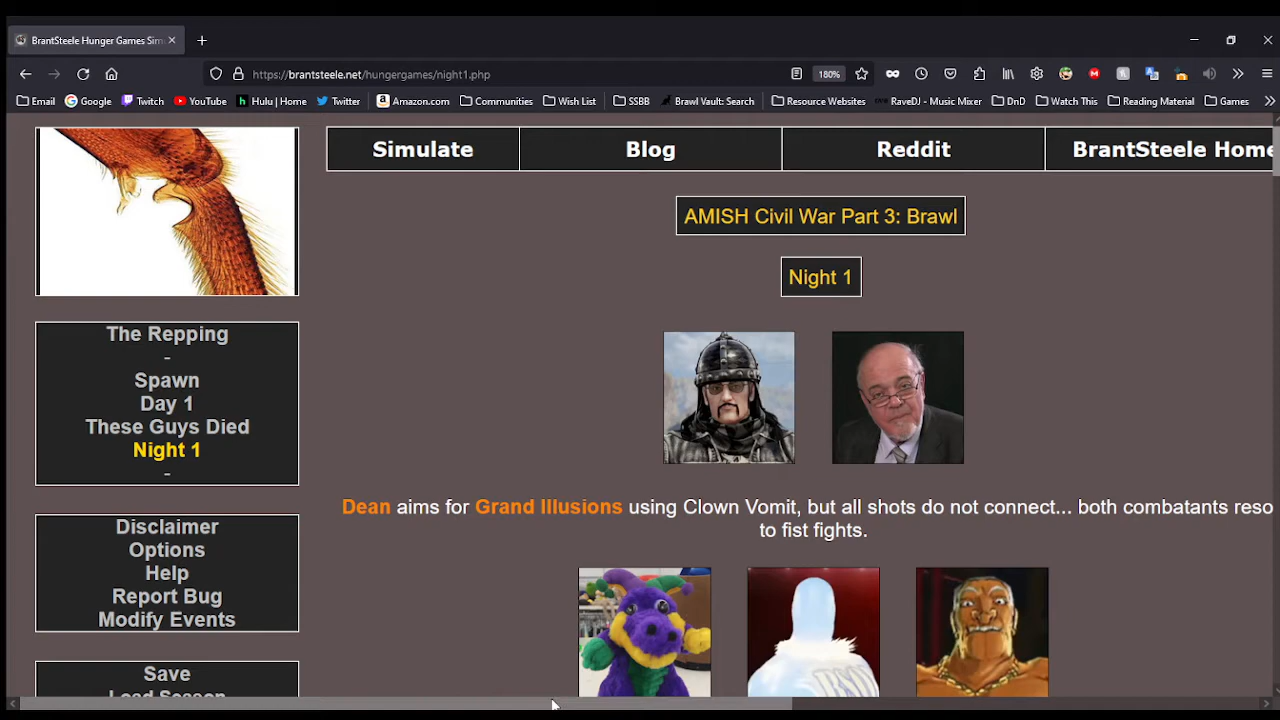 BrantSteele Hunger Games Sim
https://brantsteele.net/hungergames/night1.php
180%
Email
Google
Twitch
YouTube
Hulu | Home
Twitter
Amazon.com
Communities
Wish List
SSBB
Brawl Vault: Search
Resource Websites
RaveDJ - Music Mixer
DnD
Watch This
Reading Material
Games
Simulate
Blog
Reddit
BrantSteele Home
AMISH Civil War Part 3: Brawl
Night 1
The Repping
-
Spawn
Day 1
These Guys Died
Night 1
-
Disclaimer
Options
Help
Report Bug
Modify Events
Save
Load Season
Dean aims for Grand Illusions using Clown Vomit, but all shots do not connect... both combatants reso
to fist fights.